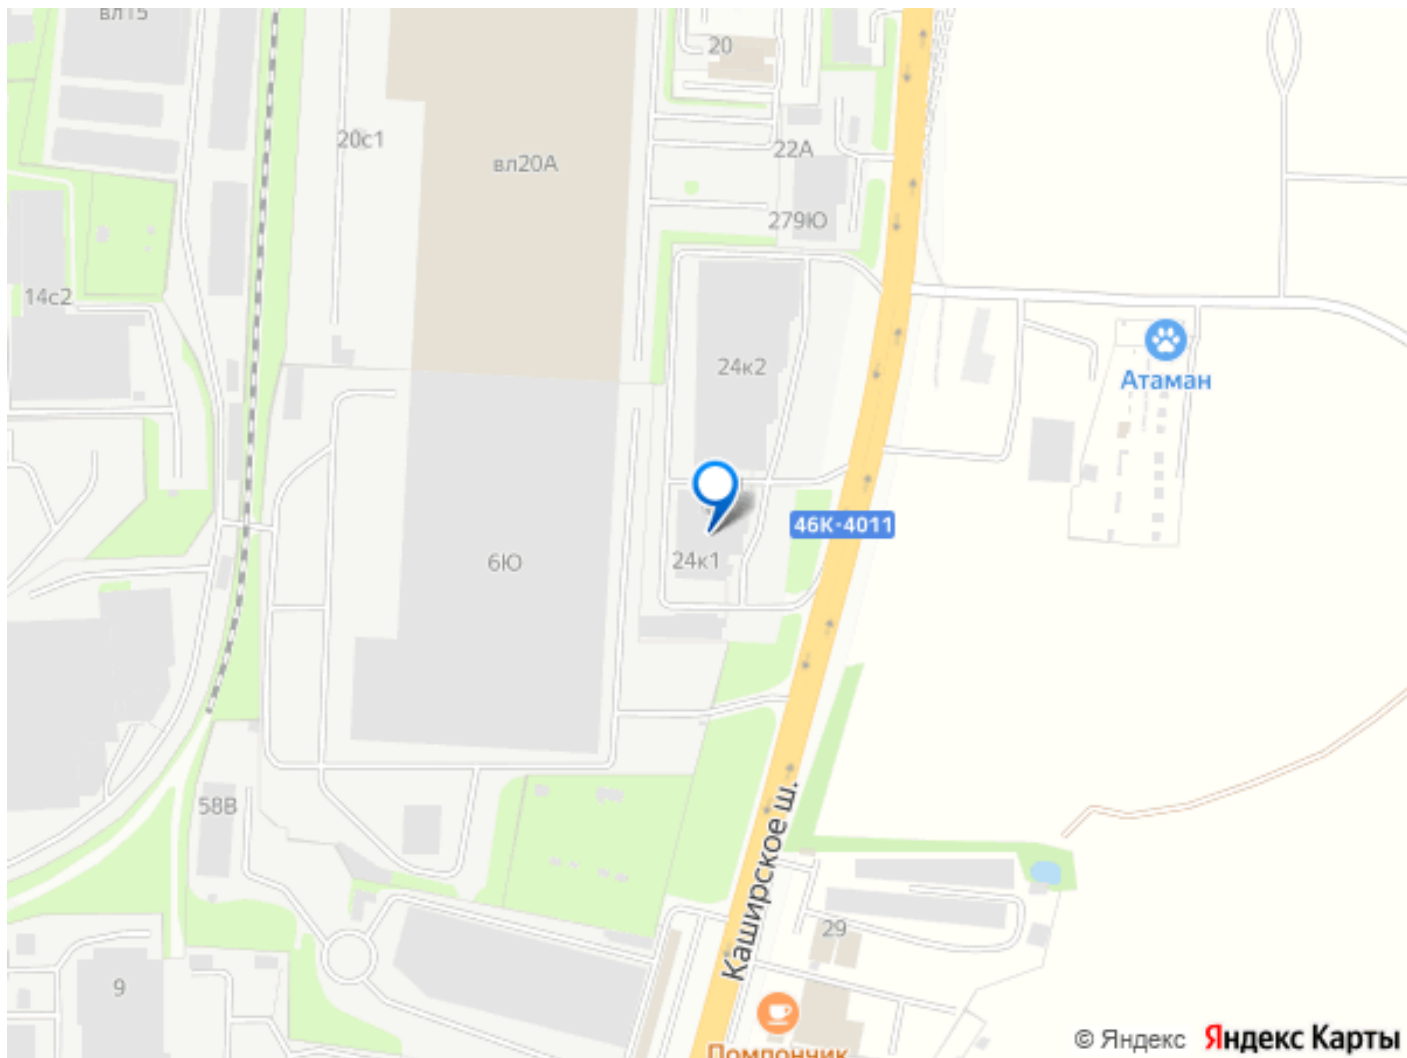 вл15
20
20с1
вл20А
22А
279Ю
14с2
24к2
Атаман
46К-4011
24к1
6Ю
58В
Каширское ш.
29
9
Помпончик
© Яндекс Яндекс Карты